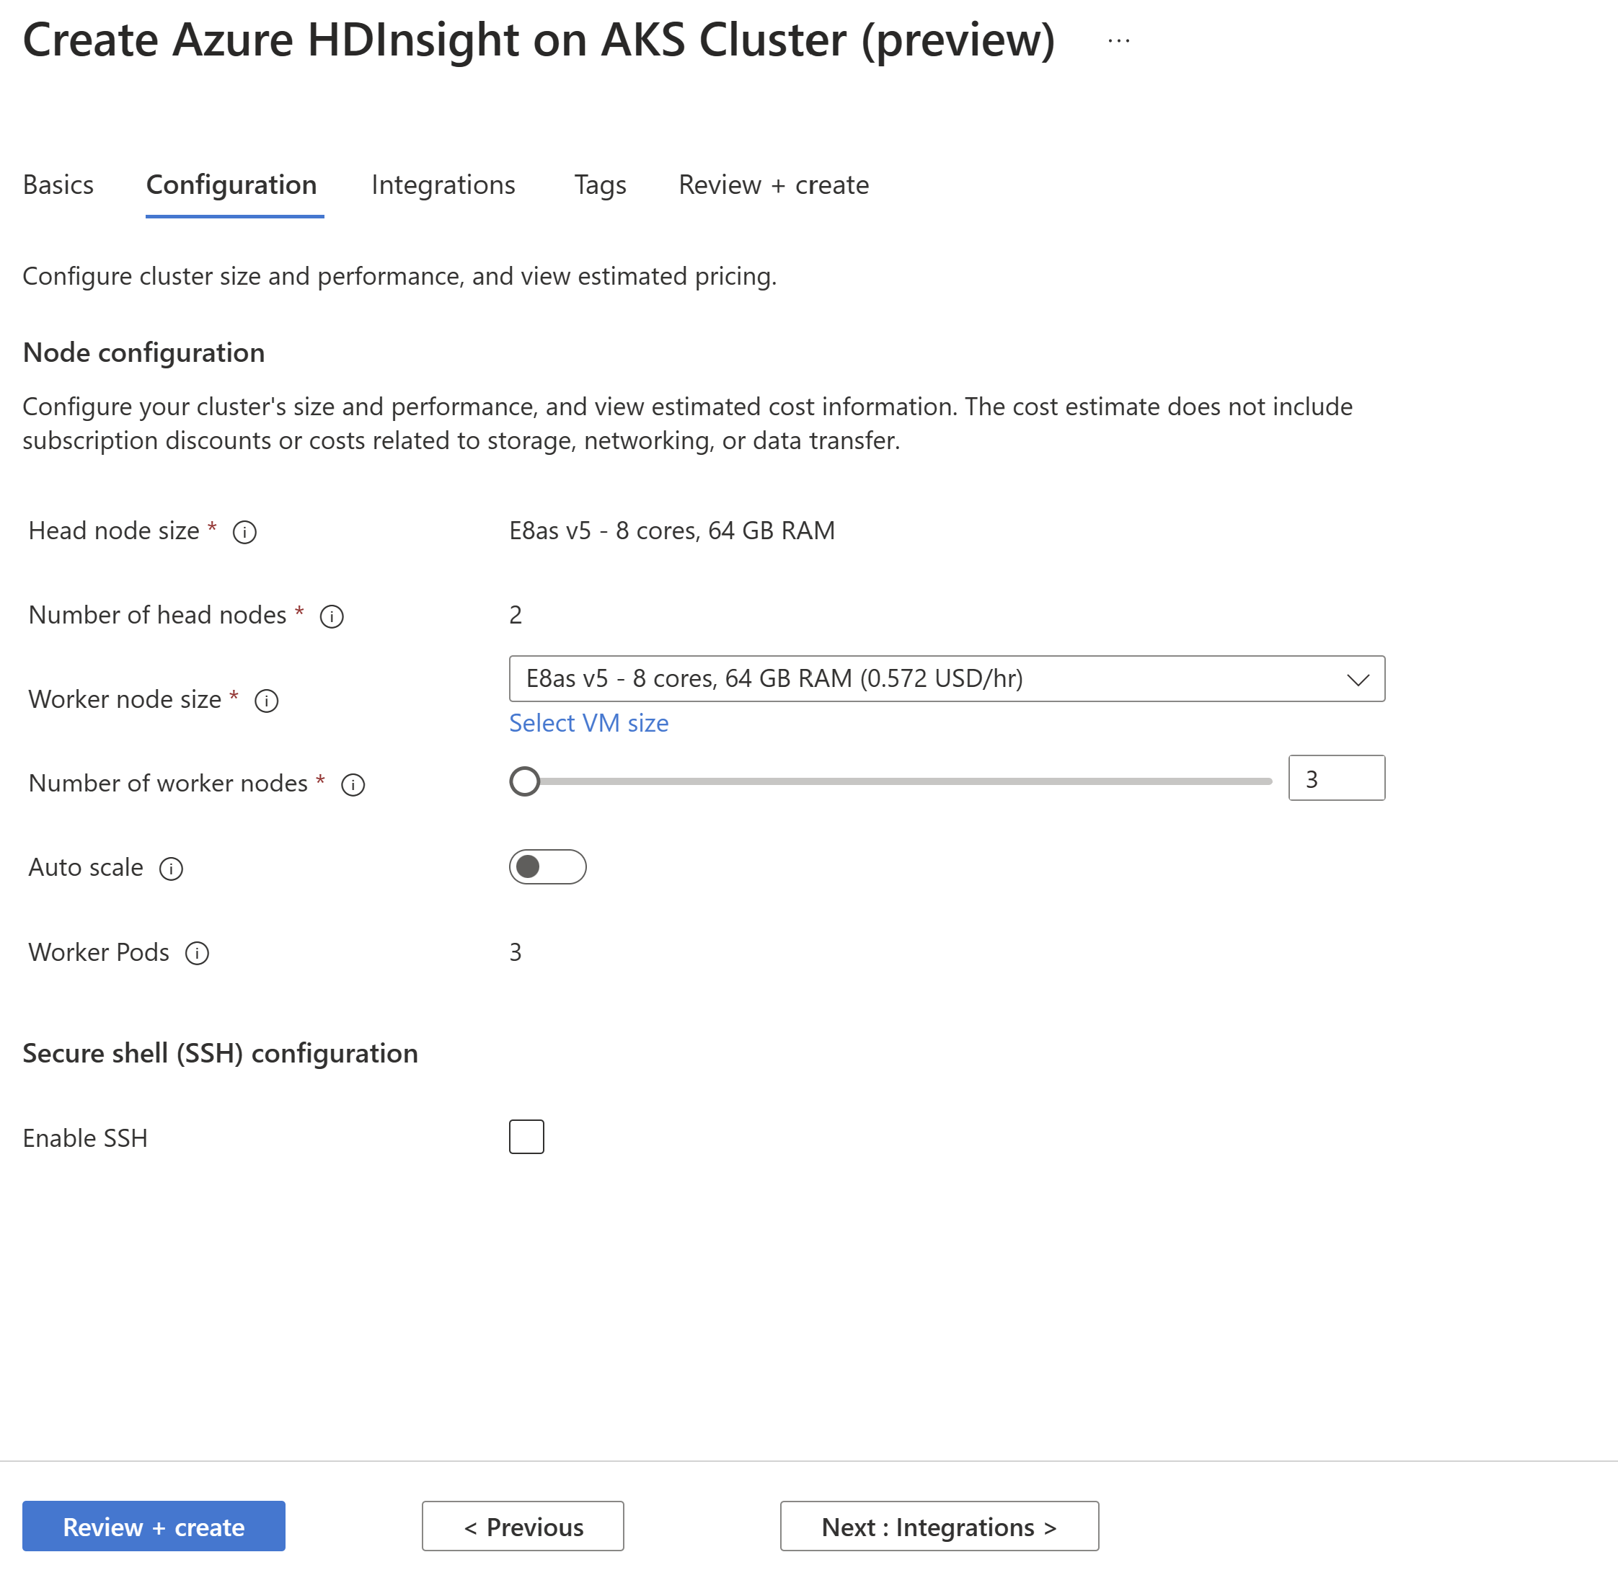 Create Azure HDInsight on AKS Cluster (preview) ...
Basics Configuration Integrations Tags Review + create
Configure cluster size and performance, and view estimated pricing.
Node configuration
Configure your cluster's size and performance, and view estimated cost information. The cost estimate does not include
subscription discounts or costs related to storage, networking, or data transfer.
Head node size * E8as v5 - 8 cores, 64 GB RAM
Number of head nodes * 2
Worker node size * E8as v5 - 8 cores, 64 GB RAM (0.572 USD/hr)
Select VM size
Number of worker nodes * 3
Auto scale
Worker Pods 3
Secure shell (SSH) configuration
Enable SSH
Review + create < Previous Next : Integrations >